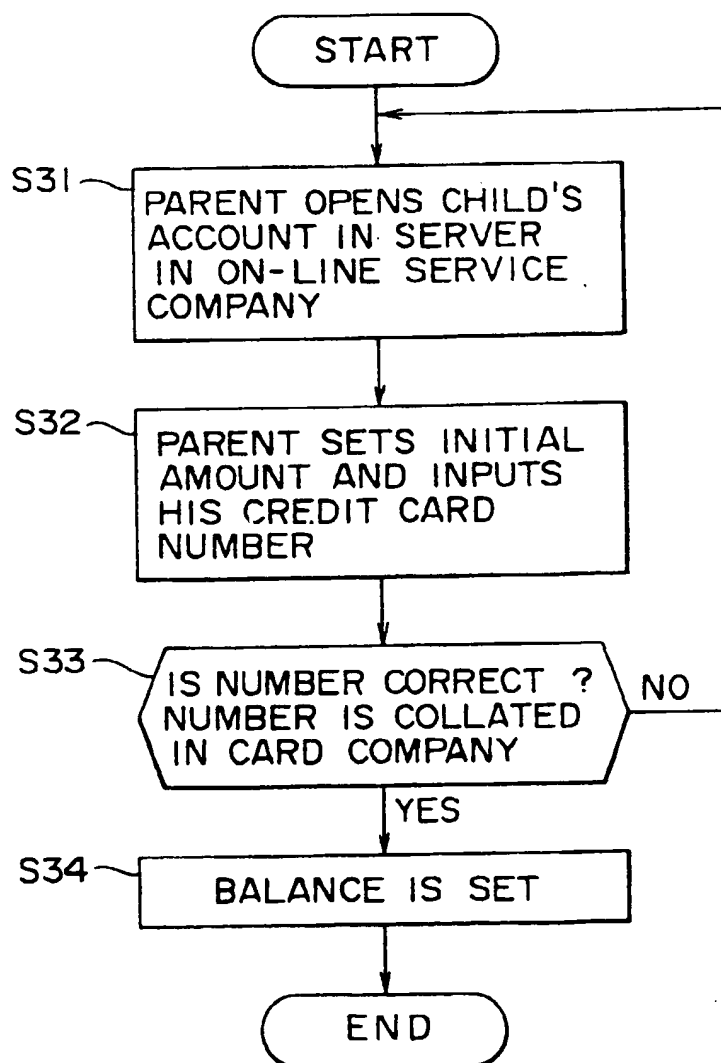 START
S31
PARENT OPENS CHILD'S
ACCOUNT IN SERVER
IN ON-LINE SERVICE
COMPANY
S32
PARENT SETS INITIAL
AMOUNT AND INPUTS
HIS CREDIT CARD
NUMBER
S33
IS NUMBER CORRECT ?
NUMBER IS COLLATED
IN CARD COMPANY
NO
YES
S34
BALANCE IS SET
END